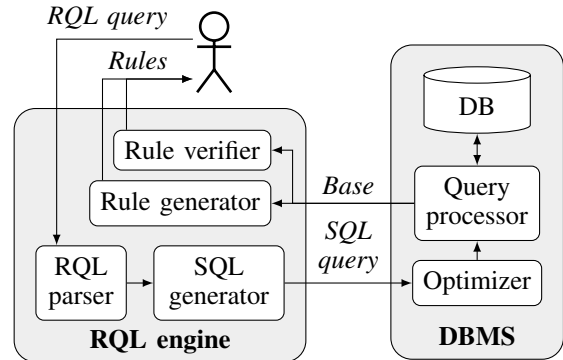 RQL query
Rules
DB
Rule verifier
Rule generator
Base
Query
processor
SQL
query
RQL
parser
SQL
generator
Optimizer
RQL engine
DBMS